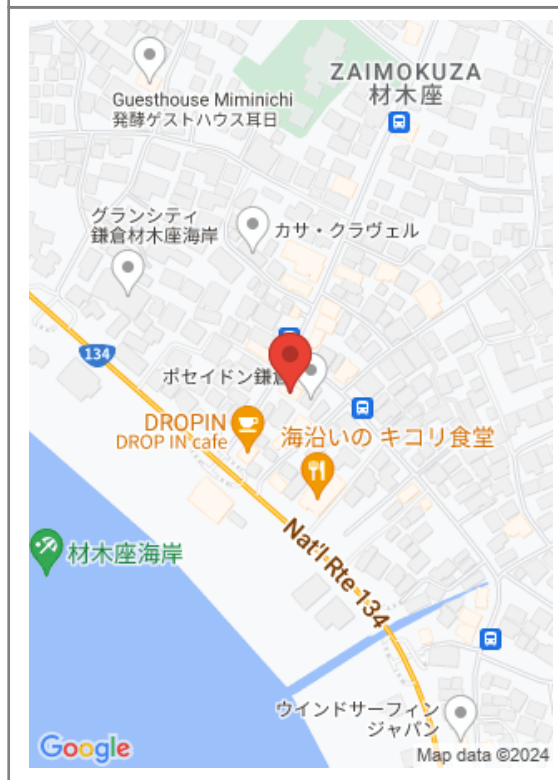 ZAIMOKUZA
材木座
Guesthouse Miminichi
発酵ゲストハウス耳日
グランシティ
鎌倉材木座海岸
カサ・クラヴェル
134
ポセイドン鎌倉
DROPIN
DROP IN cafe
海沿いの キコリ食堂
材木座海岸
Nat'l Rte 134
ウインドサーフィン
ジャパン
Google
Map data ©2024